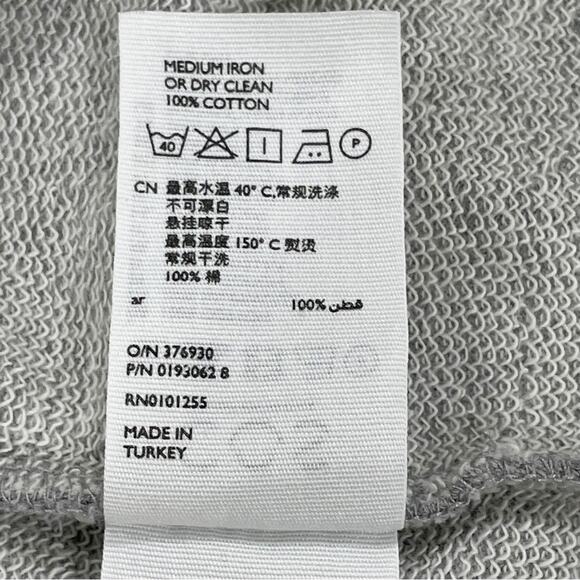 MEDIUM IRON
OR DRY CLEAN
100% COTTON
40 P
CN 最高水温 40° C,常规洗涤
不可漂白
悬挂晾干
最高温度 150° C 熨烫
常规干洗
100% 棉
ar 100% قطن
O/N 376930
P/N 0193062 8
RN0101255
MADE IN
TURKEY